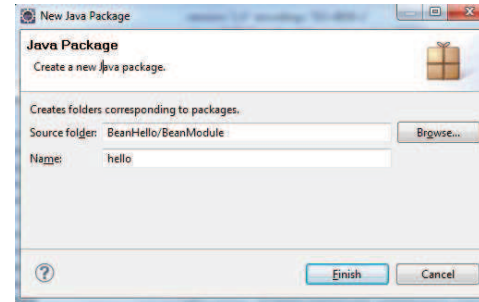 New Java Package
Java Package
Create a new Java package.
Creates folders corresponding to packages.
Source folder: BeanHello/BeanModule
Browse...
Name: hello
Finish
Cancel